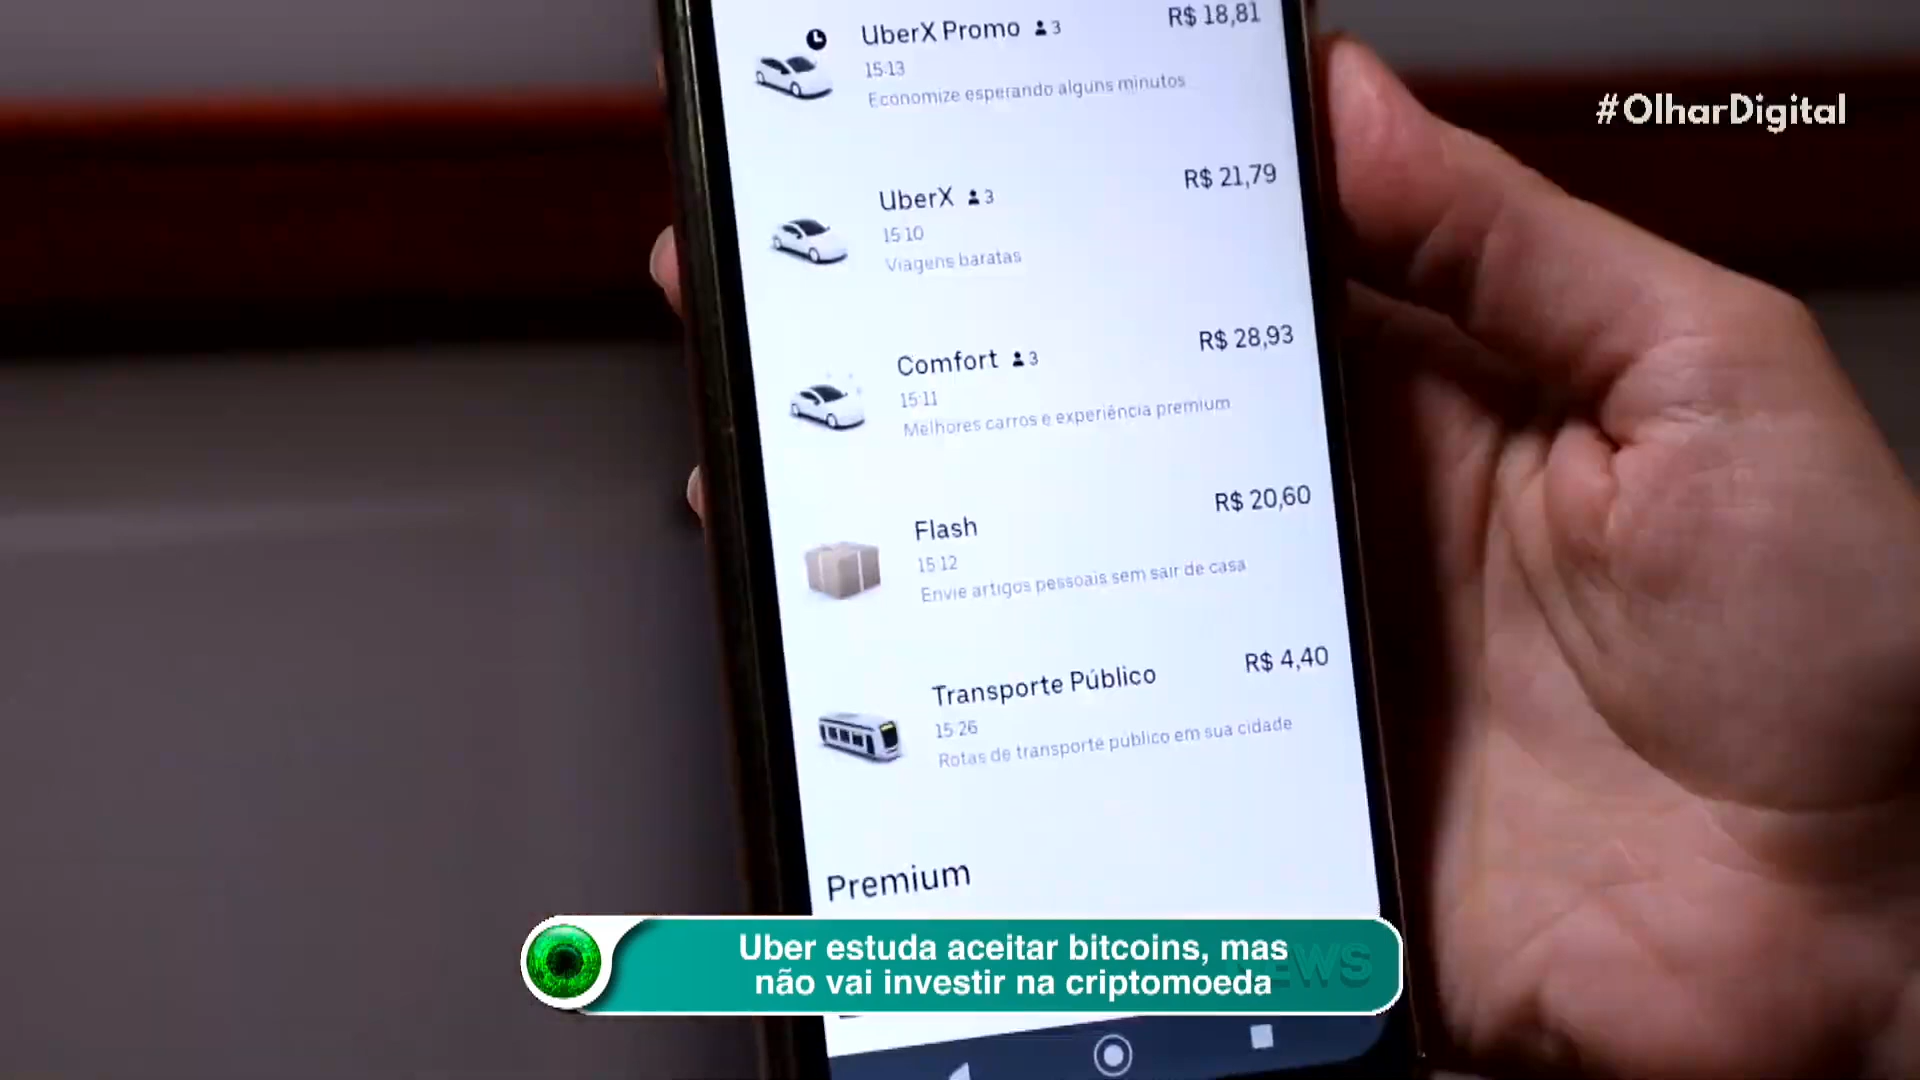 UberX Promo 3
R$ 18,81
15:13
Economize esperando alguns minutos
#OlharDigital
UberX 3
R$ 21,79
15:10
Viagens baratas
Comfort 3
R$ 28,93
15:11
Melhores carros e experiência premium
Flash
R$ 20,60
15:12
Envie artigos pessoais sem sair de casa
Transporte Público
R$ 4,40
15:26
Rotas de transporte público em sua cidade
Premium
Uber estuda aceitar bitcoins, mas
não vai investir na criptomoeda
NEWS